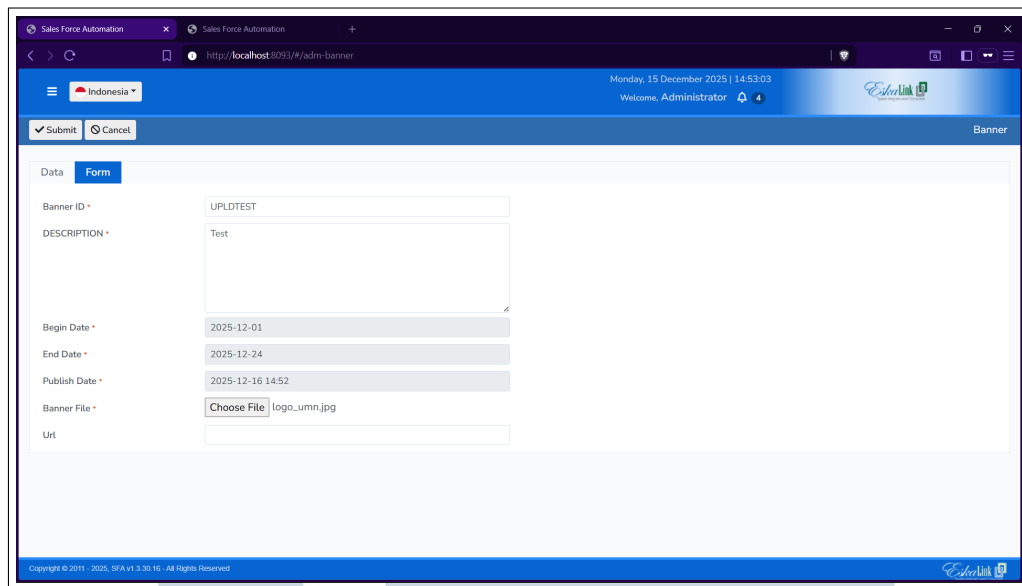 Sales Force Automation
Sales Force Automation
http://localhost:8093/#/adm-banner
Indonesia
Monday, 15 December 2025 | 14:53:03
Welcome, Administrator 4
EskaLink
Submit Cancel Banner
Data Form
Banner ID * UPLDTEST
DESCRIPTION * Test
Begin Date * 2025-12-01
End Date * 2025-12-24
Publish Date * 2025-12-16 14:52
Banner File * Choose File logo_umn.jpg
Url
Copyright © 2011 - 2025, SFA v1.3.30.16 - All Rights Reserved
EskaLink